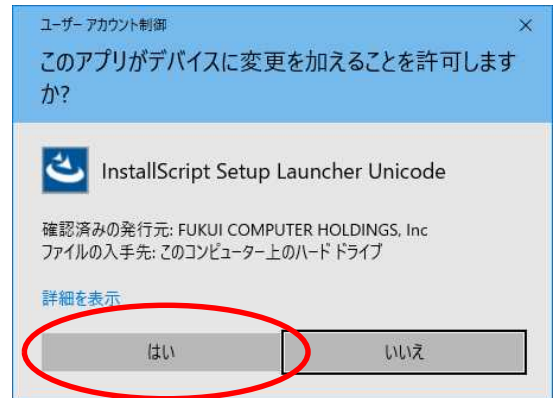 ユーザー アカウント制御
このアプリがデバイスに変更を加えることを許可します
か?
InstallScript Setup Launcher Unicode
確認済みの発行元: FUKUI COMPUTER HOLDINGS, Inc
ファイルの入手先: このコンピューター上のハード ドライブ
詳細を表示
はい
いいえ